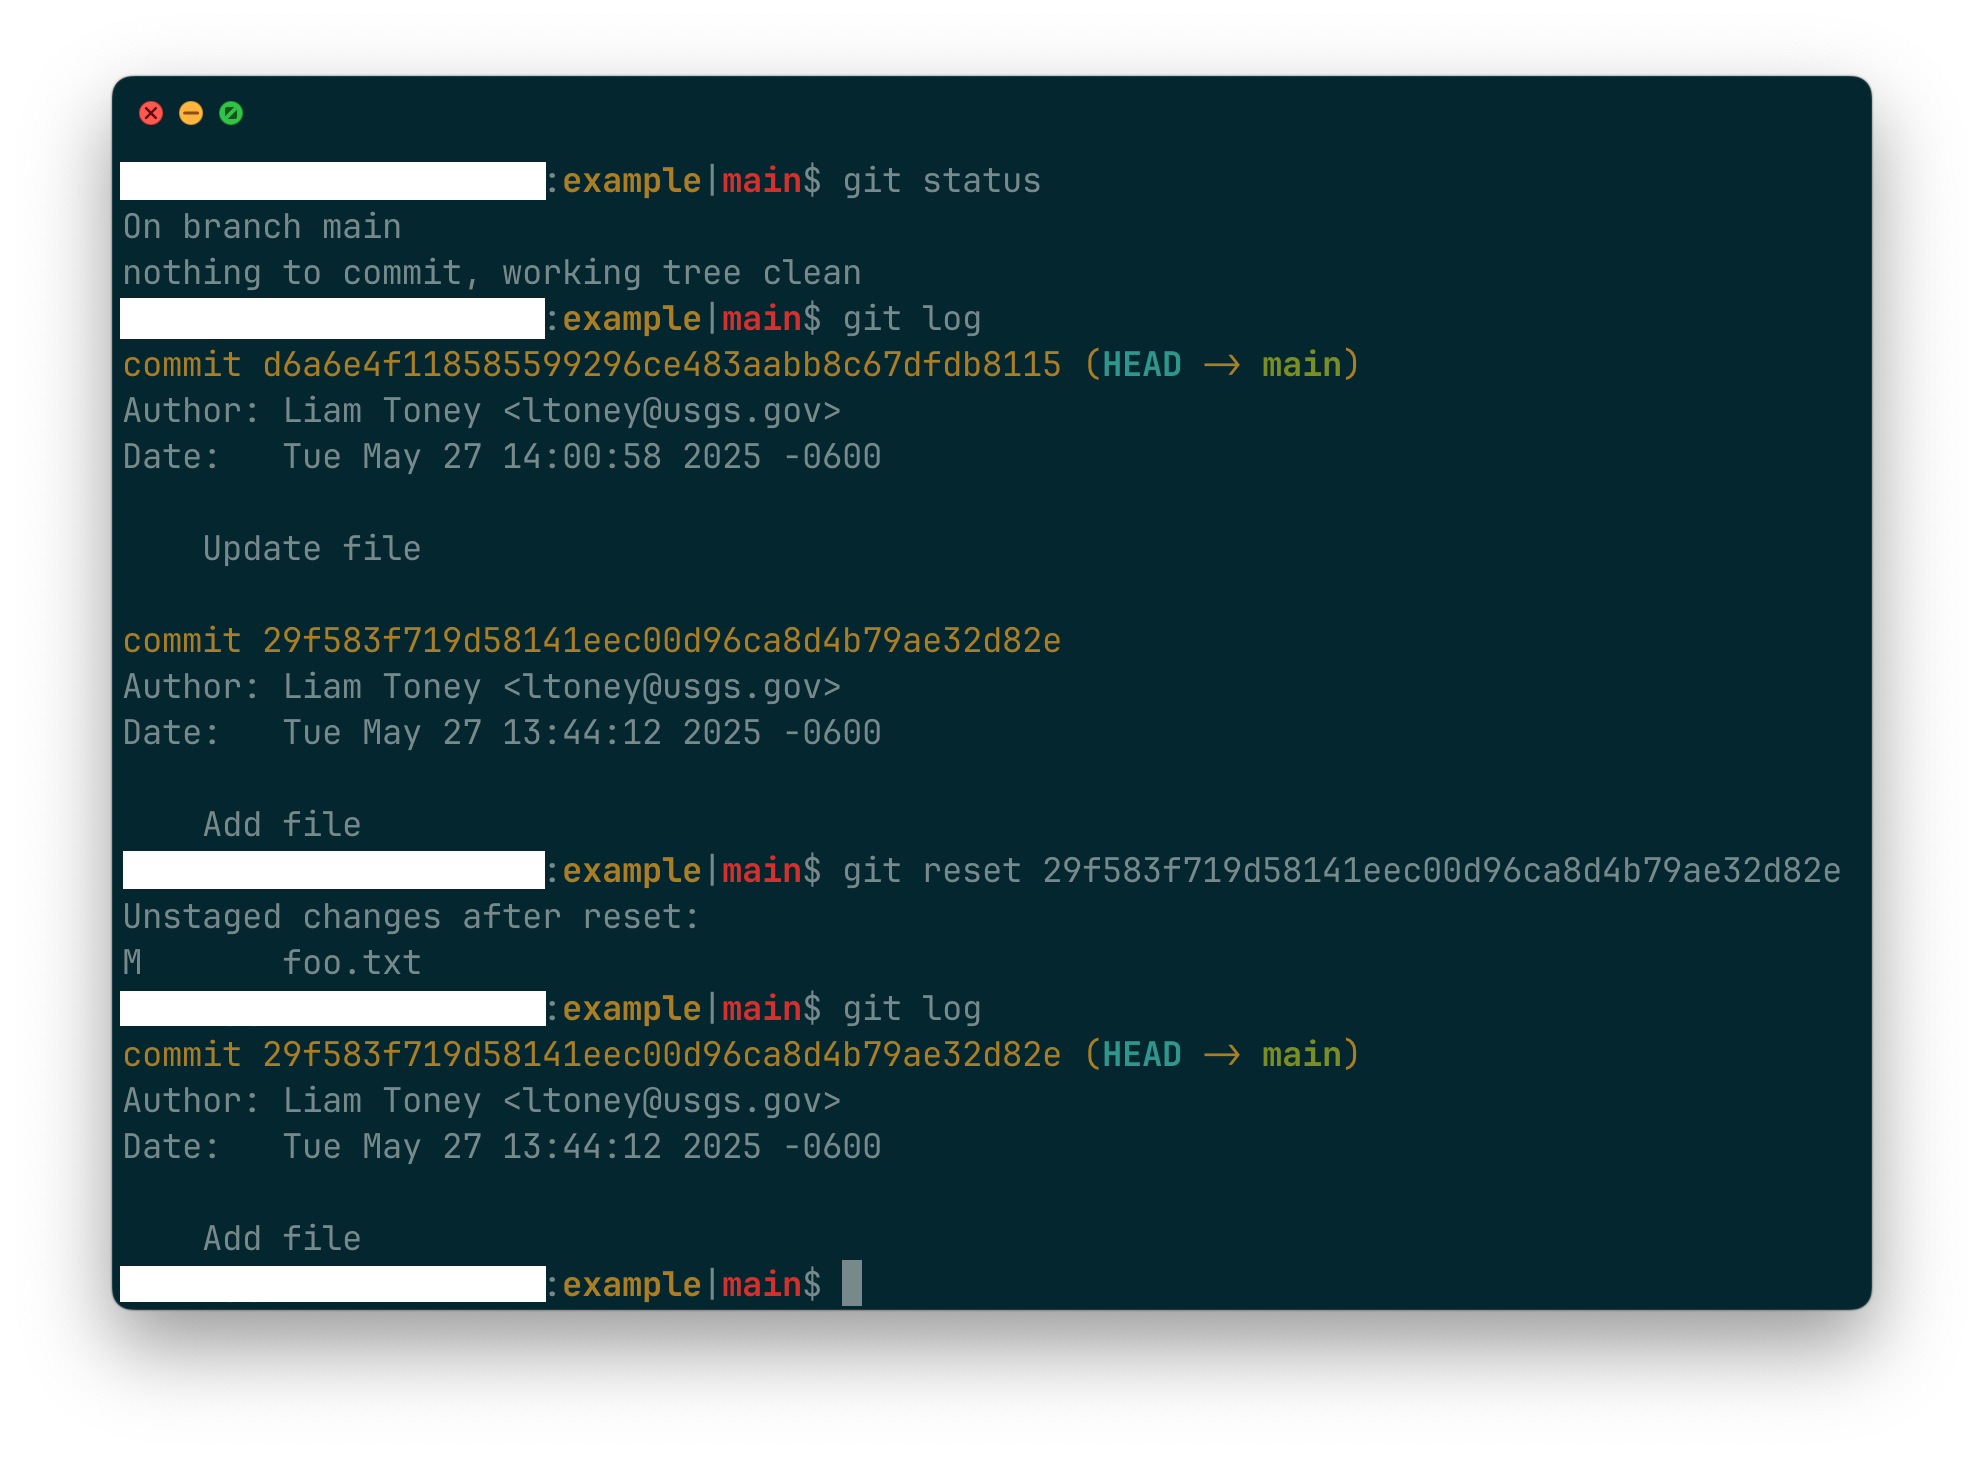 :example|main$ git status
On branch main
nothing to commit, working tree clean
:example|main$ git log
commit d6a6e4f118585599296ce483aabb8c67dfdb8115 (HEAD -> main)
Author: Liam Toney <ltoney@usgs.gov>
Date:   Tue May 27 14:00:58 2025 -0600
    Update file
commit 29f583f719d58141eec00d96ca8d4b79ae32d82e
Author: Liam Toney <ltoney@usgs.gov>
Date:   Tue May 27 13:44:12 2025 -0600
    Add file
:example|main$ git reset 29f583f719d58141eec00d96ca8d4b79ae32d82e
Unstaged changes after reset:
M       foo.txt
:example|main$ git log
commit 29f583f719d58141eec00d96ca8d4b79ae32d82e (HEAD -> main)
Author: Liam Toney <ltoney@usgs.gov>
Date:   Tue May 27 13:44:12 2025 -0600
    Add file
:example|main$